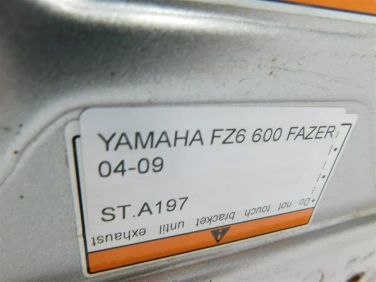 YAMAHA FZ6 600 FAZER
04-09
ST.A197
Do not touch bracket until exhaust